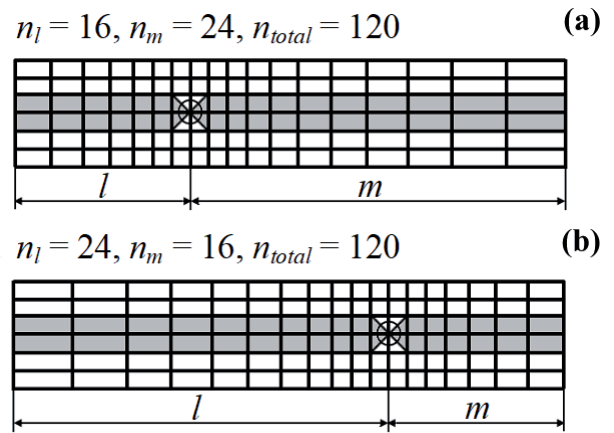 n_l = 16, n_m = 24, n_total = 120 (a)
l m
n_l = 24, n_m = 16, n_total = 120 (b)
l m